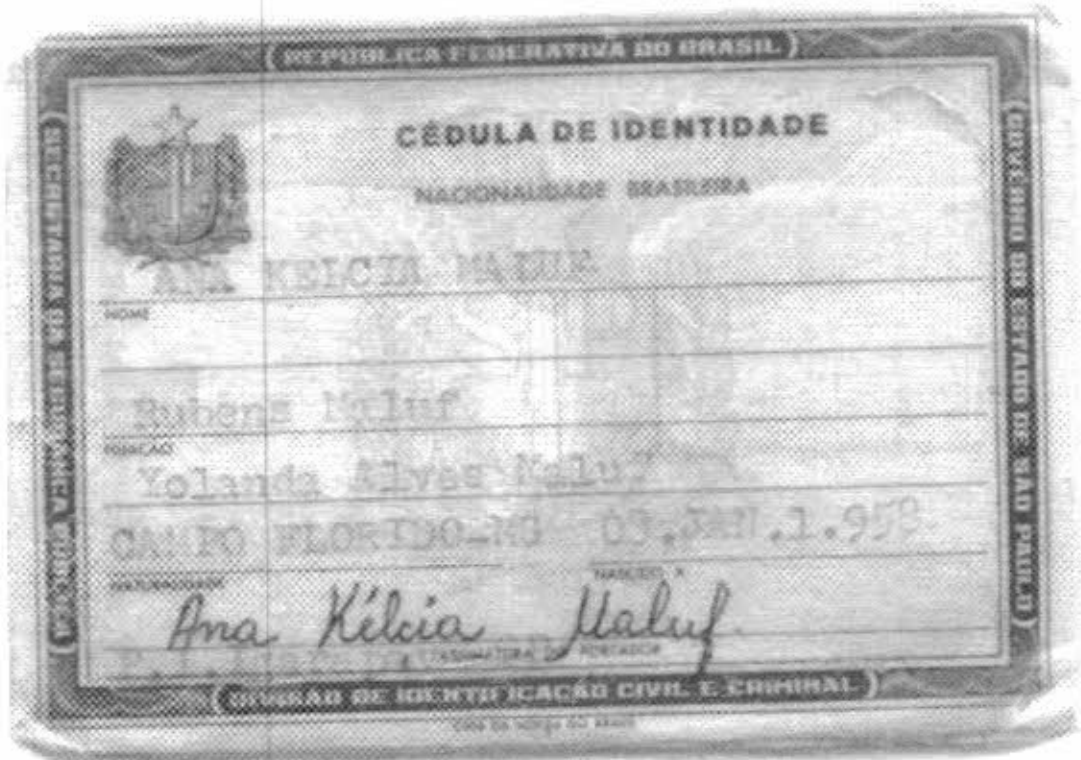 REPÚBLICA FEDERATIVA DO BRASIL
GOVERNO DO ESTADO DE SÃO PAULO
SECRETARIA DA SEGURANÇA PÚBLICA
CÉDULA DE IDENTIDADE
NACIONALIDADE BRASILEIRA
ANA KELCIA MALUF
NOME
Rubens Maluf
FILIAÇÃO
Yolanda Alves Maluf
CAMPO FLORIDO-MG 03.JAN.1.958
NATURALIDADE NASCIDO A
Ana Kélcia Maluf
ASSINATURA DO PORTADOR
DIVISÃO DE IDENTIFICAÇÃO CIVIL E CRIMINAL